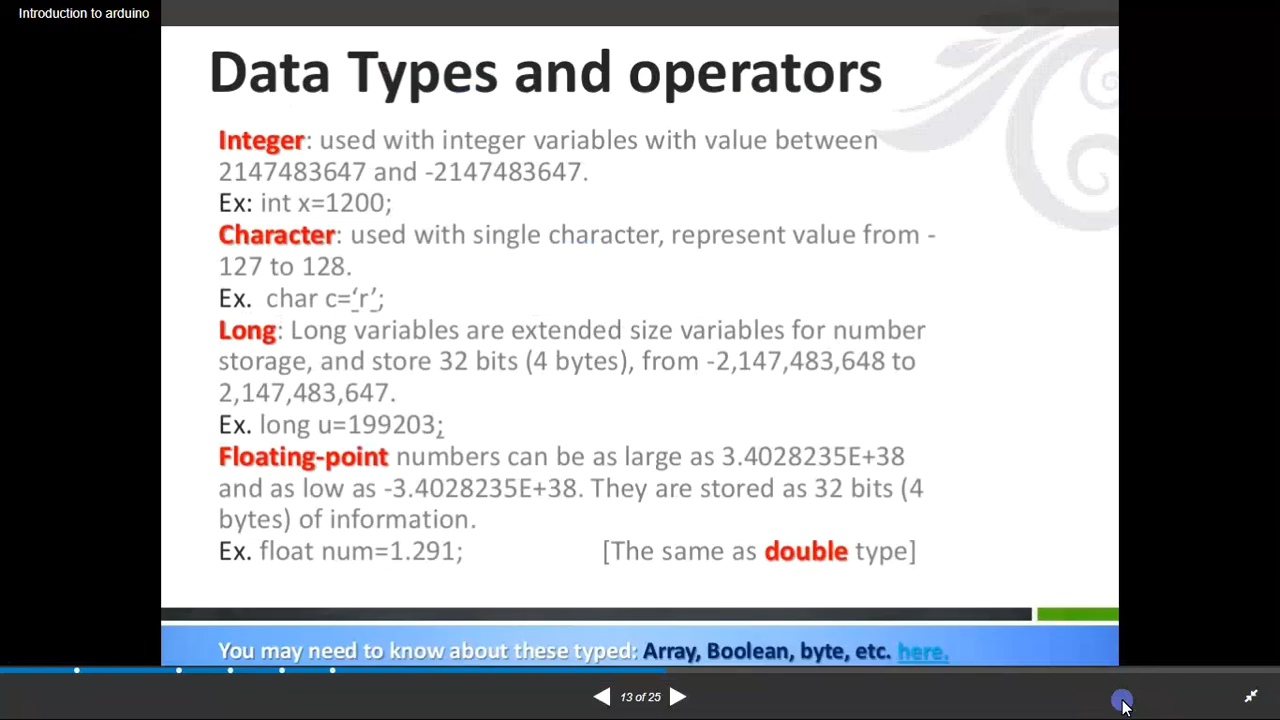 Introduction to arduino
Data Types and operators
Integer: used with integer variables with value between
2147483647 and -2147483647.
Ex: int x=1200;
Character: used with single character, represent value from -
127 to 128.
Ex.  char c=‘r’;
Long: Long variables are extended size variables for number
storage, and store 32 bits (4 bytes), from -2,147,483,648 to
2,147,483,647.
Ex. long u=199203;
Floating-point numbers can be as large as 3.4028235E+38
and as low as -3.4028235E+38. They are stored as 32 bits (4
bytes) of information.
Ex. float num=1.291; [The same as double type]
You may need to know about these typed: Array, Boolean, byte, etc. here.
13 of 25